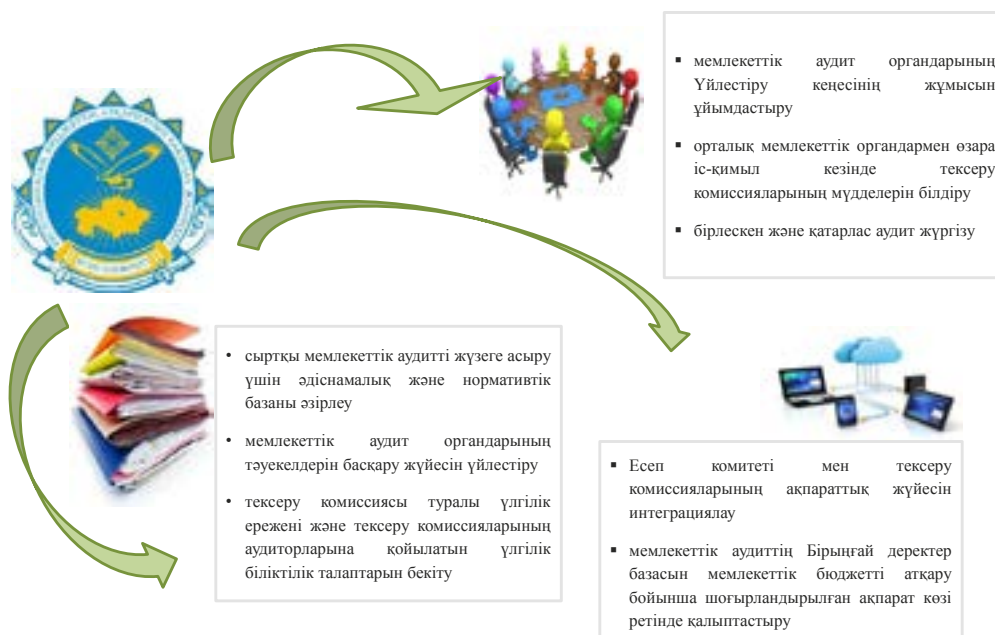 мемлекеттік аудит органдарының
Үйлестіру кеңесінің жұмысын
ұйымдастыру
орталық мемлекеттік органдармен өзара
іс-қимыл кезінде тексеру
комиссияларының мүдделерін білдіру
бірлескен және қатарлас аудит жүргізу
сыртқы мемлекеттік аудитті жүзеге асыру
үшін әдіснамалық және нормативтік
базаны әзірлеу
мемлекеттік аудит органдарының
тәуекелдерін басқару жүйесін үйлестіру
тексеру комиссиясы туралы үлгілік
ережені және тексеру комиссияларының
аудиторларына қойылатын үлгілік
біліктілік талаптарын бекіту
Есеп комитеті мен тексеру
комиссияларының ақпараттық жүйесін
интеграциялау
мемлекеттік аудиттің Бірыңғай деректер
базасын мемлекеттік бюджетті атқару
бойынша шоғырландырылған ақпарат көзі
ретінде қалыптастыру